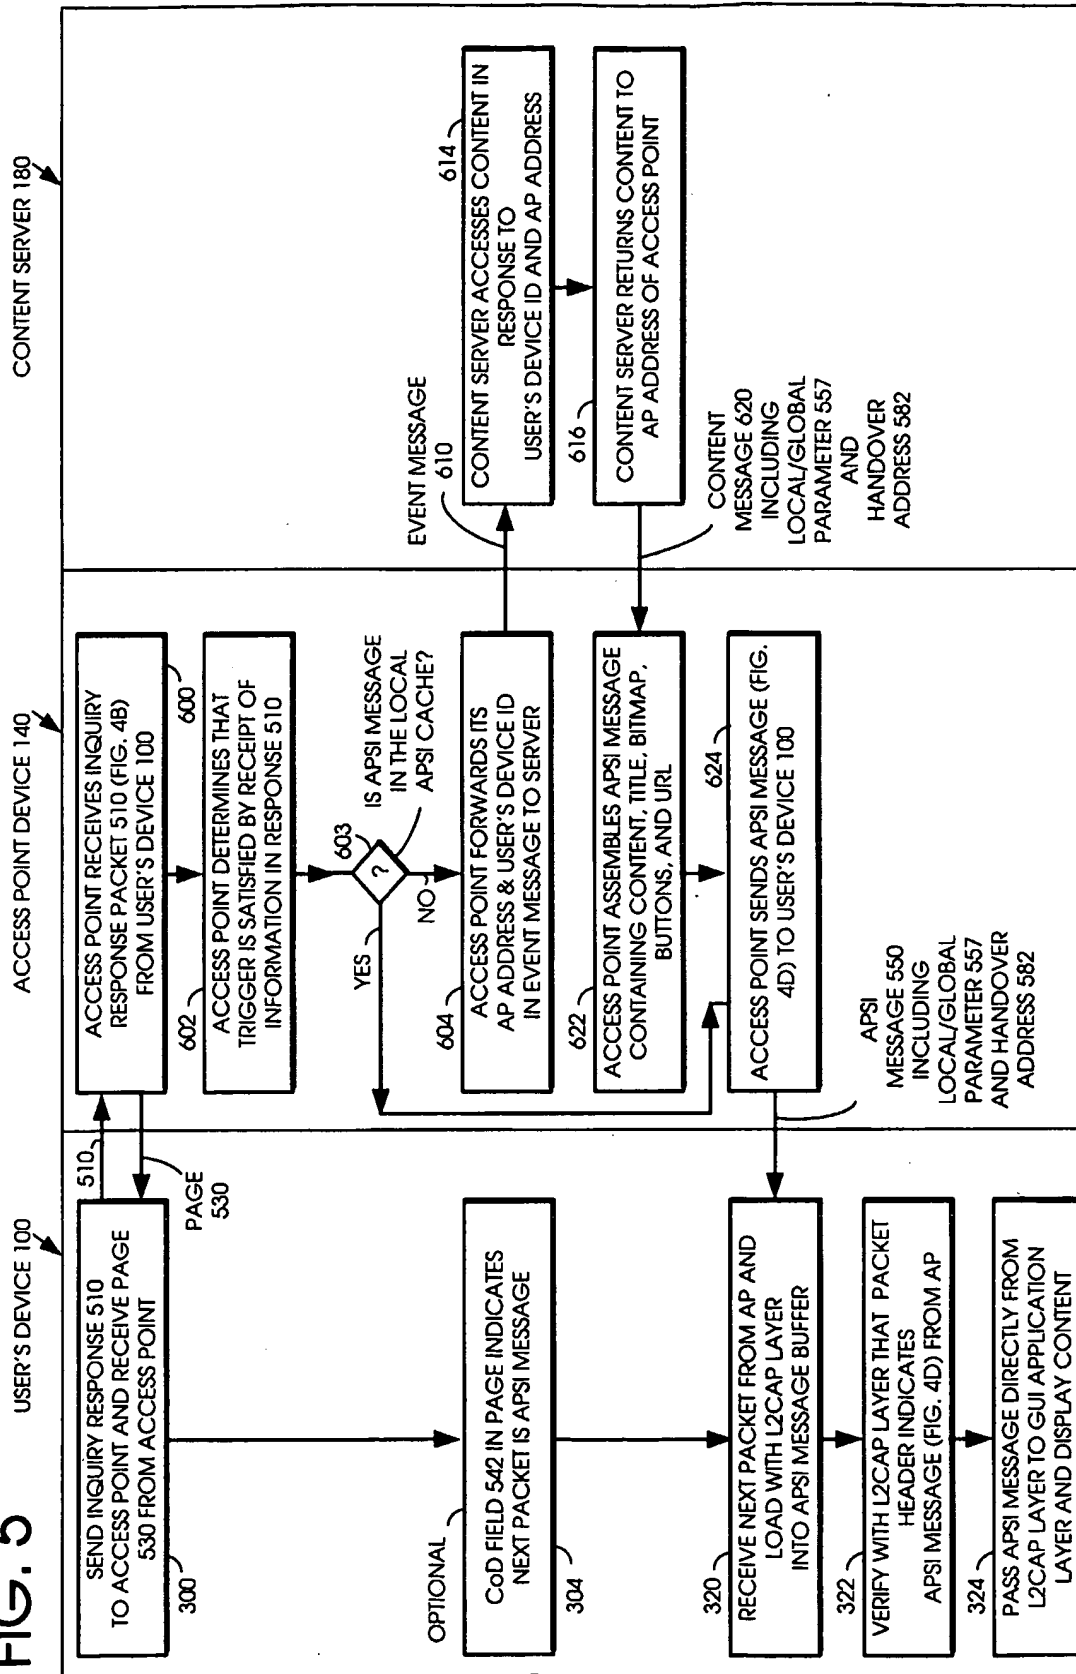 FIG. 5
USER'S DEVICE 100
ACCESS POINT DEVICE 140
CONTENT SERVER 180
SEND INQUIRY RESPONSE 510
TO ACCESS POINT AND RECEIVE PAGE
530 FROM ACCESS POINT
300
510
PAGE
530
OPTIONAL
CoD FIELD 542 IN PAGE INDICATES
NEXT PACKET IS APSI MESSAGE
304
320
RECEIVE NEXT PACKET FROM AP AND
LOAD WITH L2CAP LAYER
INTO APSI MESSAGE BUFFER
322
VERIFY WITH L2CAP LAYER THAT PACKET
HEADER INDICATES
APSI MESSAGE (FIG. 4D) FROM AP
324
PASS APSI MESSAGE DIRECTLY FROM
L2CAP LAYER TO GUI APPLICATION
LAYER AND DISPLAY CONTENT
ACCESS POINT RECEIVES INQUIRY
RESPONSE PACKET 510 (FIG. 4B)
FROM USER'S DEVICE 100
600
602
ACCESS POINT DETERMINES THAT
TRIGGER IS SATISFIED BY RECEIPT OF
INFORMATION IN RESPONSE 510
603
IS APSI MESSAGE
IN THE LOCAL
APSI CACHE?
?
YES
NO
604
ACCESS POINT FORWARDS ITS
AP ADDRESS & USER'S DEVICE ID
IN EVENT MESSAGE TO SERVER
622
ACCESS POINT ASSEMBLES APSI MESSAGE
CONTAINING CONTENT, TITLE, BITMAP,
BUTTONS, AND URL
624
ACCESS POINT SENDS APSI MESSAGE (FIG.
4D) TO USER'S DEVICE 100
APSI
MESSAGE 550
INCLUDING
LOCAL/GLOBAL
PARAMETER 557
AND HANDOVER
ADDRESS 582
EVENT MESSAGE
610
614
CONTENT SERVER ACCESSES CONTENT IN
RESPONSE TO
USER'S DEVICE ID AND AP ADDRESS
616
CONTENT SERVER RETURNS CONTENT TO
AP ADDRESS OF ACCESS POINT
CONTENT
MESSAGE 620
INCLUDING
LOCAL/GLOBAL
PARAMETER 557
AND
HANDOVER
ADDRESS 582